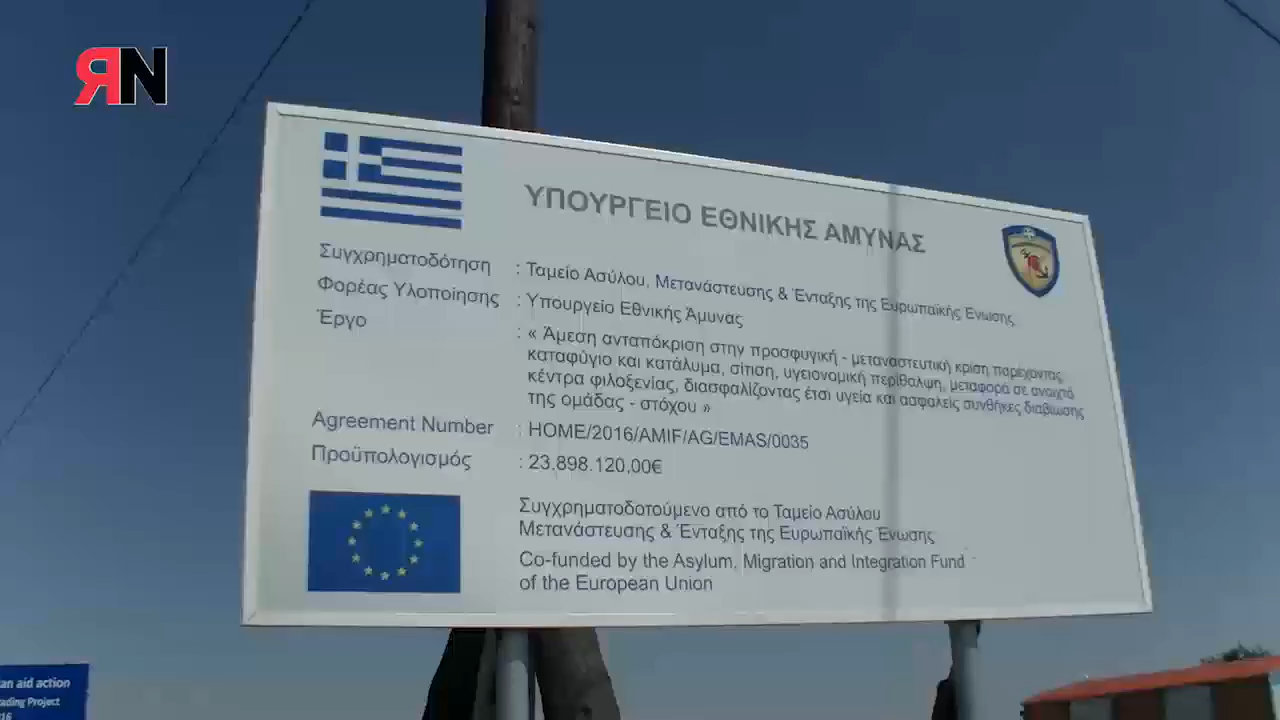 ЯN
ΥΠΟΥΡΓΕΙΟ ΕΘΝΙΚΗΣ ΑΜΥΝΑΣ
Συγχρηματοδότηση : Ταμείο Ασύλου, Μετανάστευσης & Ένταξης της Ευρωπαϊκής Ένωσης
Φορέας Υλοποίησης : Υπουργείο Εθνικής Άμυνας
Έργο : « Άμεση ανταπόκριση στην προσφυγική - μεταναστευτική κρίση παρέχοντας
καταφύγιο και κατάλυμα, σίτιση, υγειονομική περίθαλψη, μεταφορά σε ανοιχτά
κέντρα φιλοξενίας, διασφαλίζοντας έτσι υγεία και ασφαλείς συνθήκες διαβίωσης
της ομάδας - στόχου »
Agreement Number : HOME/2016/AMIF/AG/EMAS/0035
Προϋπολογισμός : 23.898.120,00€
Συγχρηματοδοτούμενο από το Ταμείο Ασύλου
Μετανάστευσης & Ένταξης της Ευρωπαϊκής Ένωσης
Co-funded by the Asylum, Migration and Integration Fund
of the European Union
an aid action
ading Project
16